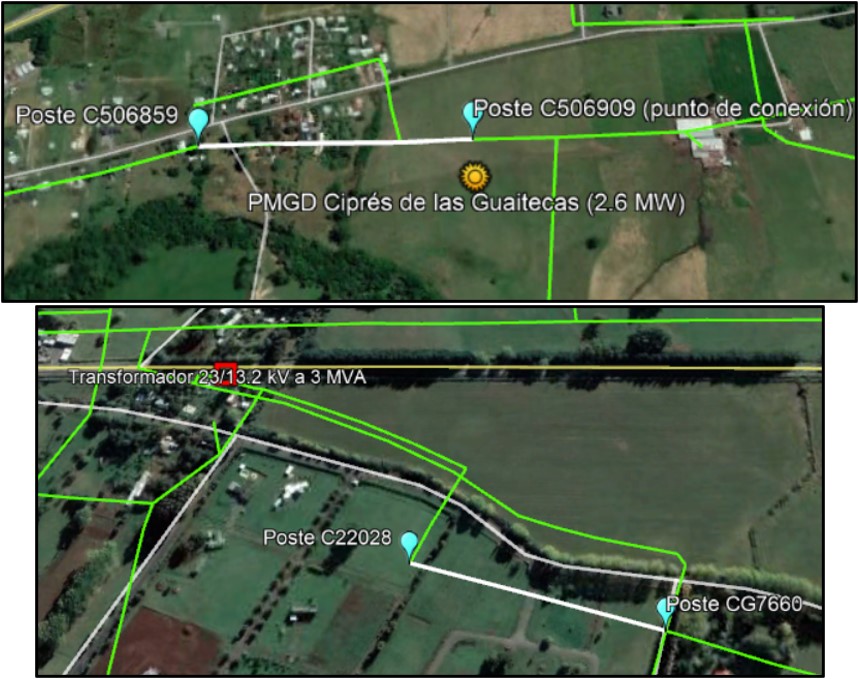 Poste C506859
Poste C506909 (punto de conexión)
PMGD Ciprés de las Guaitecas (2.6 MW)
Transformador 23/13.2 kV a 3 MVA
Poste C22028
Poste CG7660